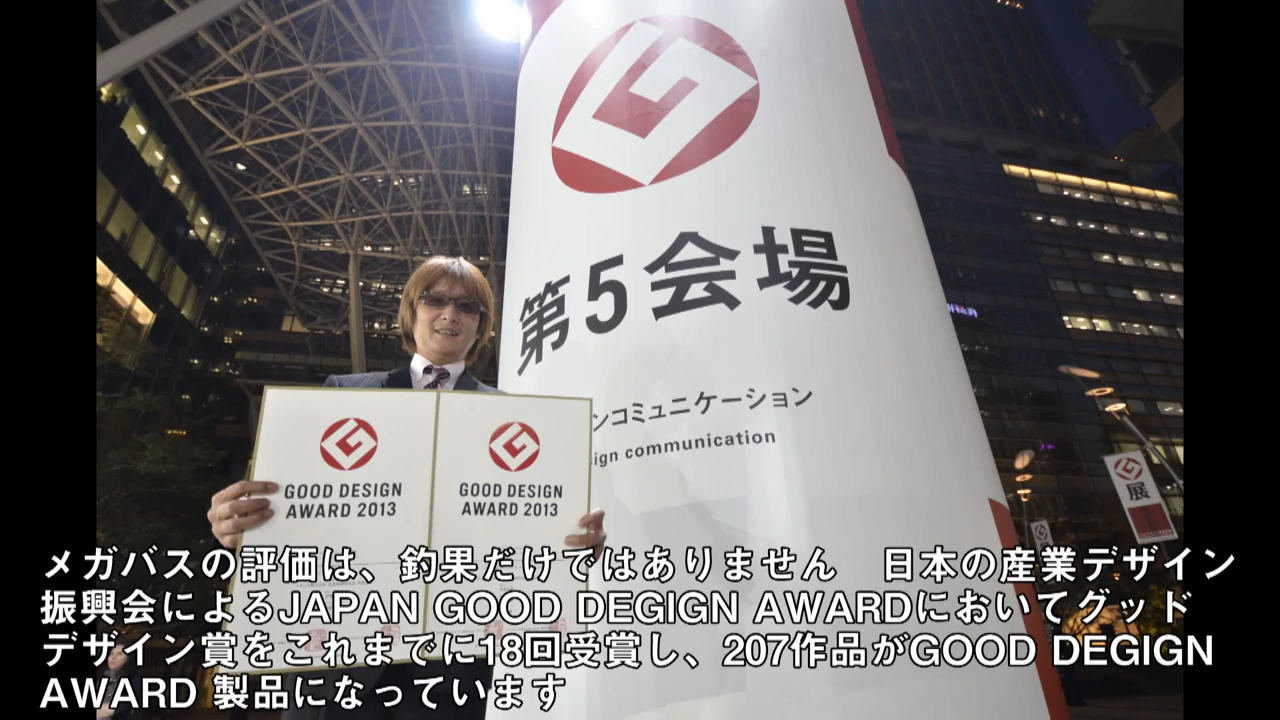 第5会場
ンコミュニケーション
sign communication
GOOD DESIGN
AWARD 2013
GOOD DESIGN
AWARD 2013
展
メガバスの評価は、釣果だけではありません　日本の産業デザイン
振興会によるJAPAN GOOD DEGIGN AWARDにおいてグッド
デザイン賞をこれまでに18回受賞し、207作品がGOOD DEGIGN
AWARD 製品になっています